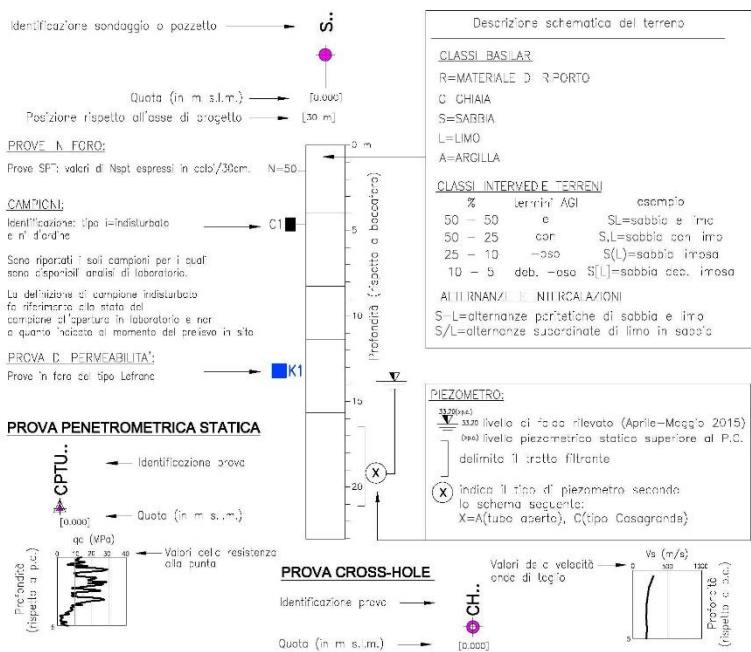 Identificazione sondaggio o pozzetto
S..
Quota (in m s.l.m.)
[0.000]
Posizione rispetto all'asse di progetto
[30 m]
PROVE IN FORO:
Prove SPT: valori di Nspt espressi in colpi/30cm.
N=50
CAMPIONI:
Identificazione: tipo i=indisturbato
e n° d'ordine
C1
Sono riportati i soli campioni per i quali
sono disponibili analisi di laboratorio.
La definizione di campione indisturbato
fa riferimento allo stato del
campione all'apertura in laboratorio e non
a quanto indicato al momento del prelievo in sito
PROVA DI PERMEABILITA':
Prove in foro del tipo Lefranc
K1
0 m
5
10
15
20
Profondità (rispetto a boccaforo)
Descrizione schematica del terreno
CLASSI BASILARI
R=MATERIALE DI RIPORTO
G GHIAIA
S=SABBIA
L=LIMO
A=ARGILLA
CLASSI INTERMEDIE TERRENI
% termini AGI esempio
50 – 50 e SL=sabbia e limo
50 – 25 con S,L=sabbia con limo
25 – 10 –oso S(L)=sabbia limosa
10 – 5 deb. –oso S[L]=sabbia deb. limosa
ALTERNANZE E INTERCALAZIONI
S–L=alternanze paritetiche di sabbia e limo
S/L=alternanze subordinate di limo in sabbia
PIEZOMETRO:
33.20(s.p.c.)
33.20 livello di falda rilevato (Aprile–Maggio 2015)
(s.p.c.) livello piezometrico statico superiore al P.C.
delimita il tratto filtrante
X indica il tipo di piezometro secondo
lo schema seguente:
X=A(tubo aperto), C(tipo Casagrande)
X
PROVA PENETROMETRICA STATICA
CPTU..
Identificazione prova
[0.000]
Quota (in m s.l.m.)
qc (MPa)
0 10 20 30 40
Valori della resistenza
alla punta
Profondità
(rispetto a p.c.)
5
PROVA CROSS-HOLE
Identificazione prova
CH..
Quota (in m s.l.m.)
[0.000]
Valori della velocità
onde di taglio
Vs (m/s)
0 500 1000
Profondità
(rispetto a p.c.)
5